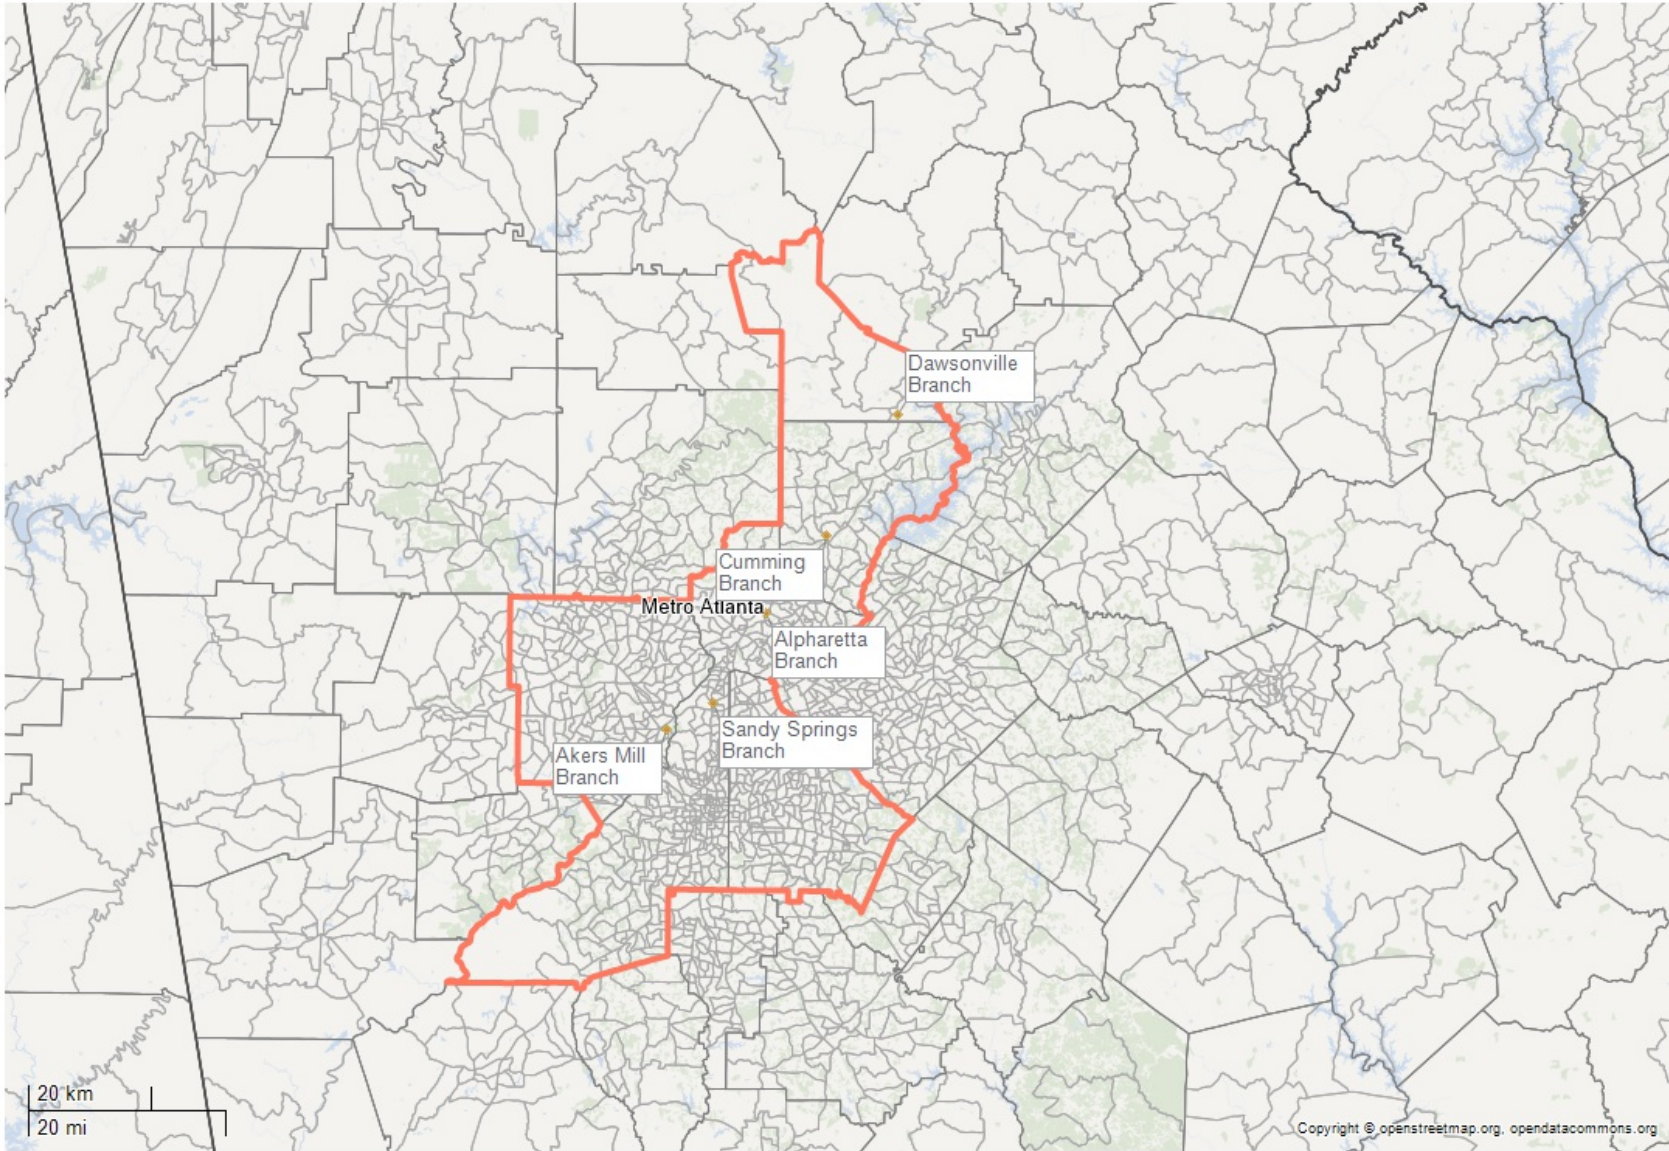 Dawsonville
Branch
Cumming
Branch
Metro Atlanta
Alpharetta
Branch
Sandy Springs
Branch
Akers Mill
Branch
20 km
20 mi
Copyright © openstreetmap.org, opendatacommons.org